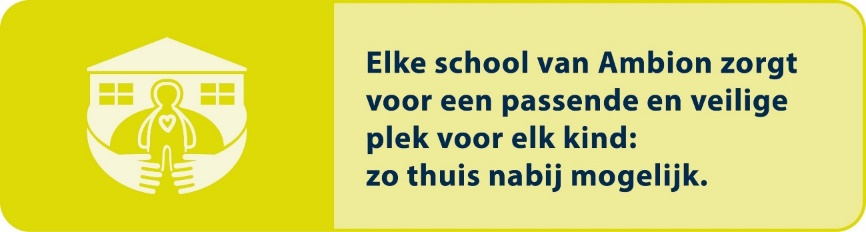 Elke school van Ambion zorgt
voor een passende en veilige
plek voor elk kind:
zo thuis nabij mogelijk.